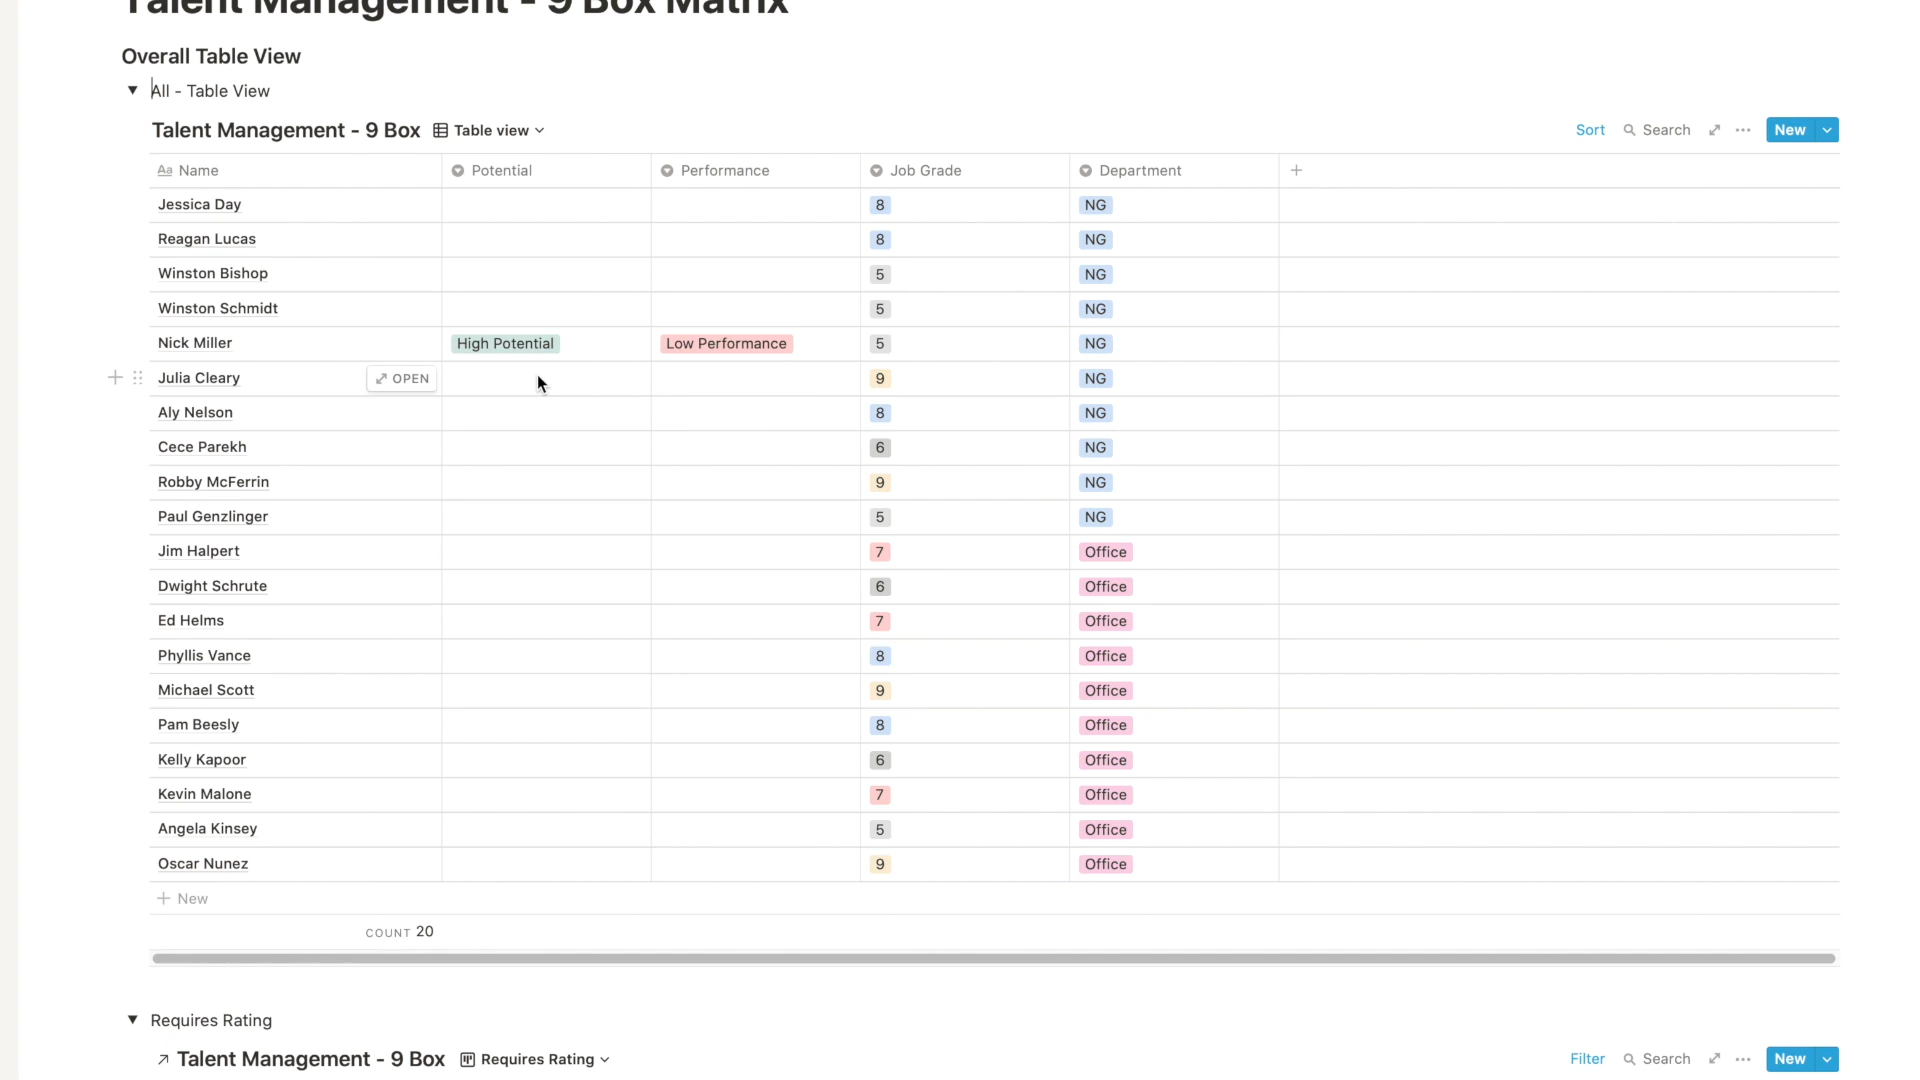 Talent Management - 9 Box Matrix
Overall Table View
All - Table View
Talent Management - 9 Box Table view Sort Search New
Aa Name Potential Performance Job Grade Department
Jessica Day 8 NG
Reagan Lucas 8 NG
Winston Bishop 5 NG
Winston Schmidt 5 NG
Nick Miller High Potential Low Performance 5 NG
Julia Cleary OPEN 9 NG
Aly Nelson 8 NG
Cece Parekh 6 NG
Robby McFerrin 9 NG
Paul Genzlinger 5 NG
Jim Halpert 7 Office
Dwight Schrute 6 Office
Ed Helms 7 Office
Phyllis Vance 8 Office
Michael Scott 9 Office
Pam Beesly 8 Office
Kelly Kapoor 6 Office
Kevin Malone 7 Office
Angela Kinsey 5 Office
Oscar Nunez 9 Office
New
COUNT 20
Requires Rating
Talent Management - 9 Box Requires Rating Filter Search New